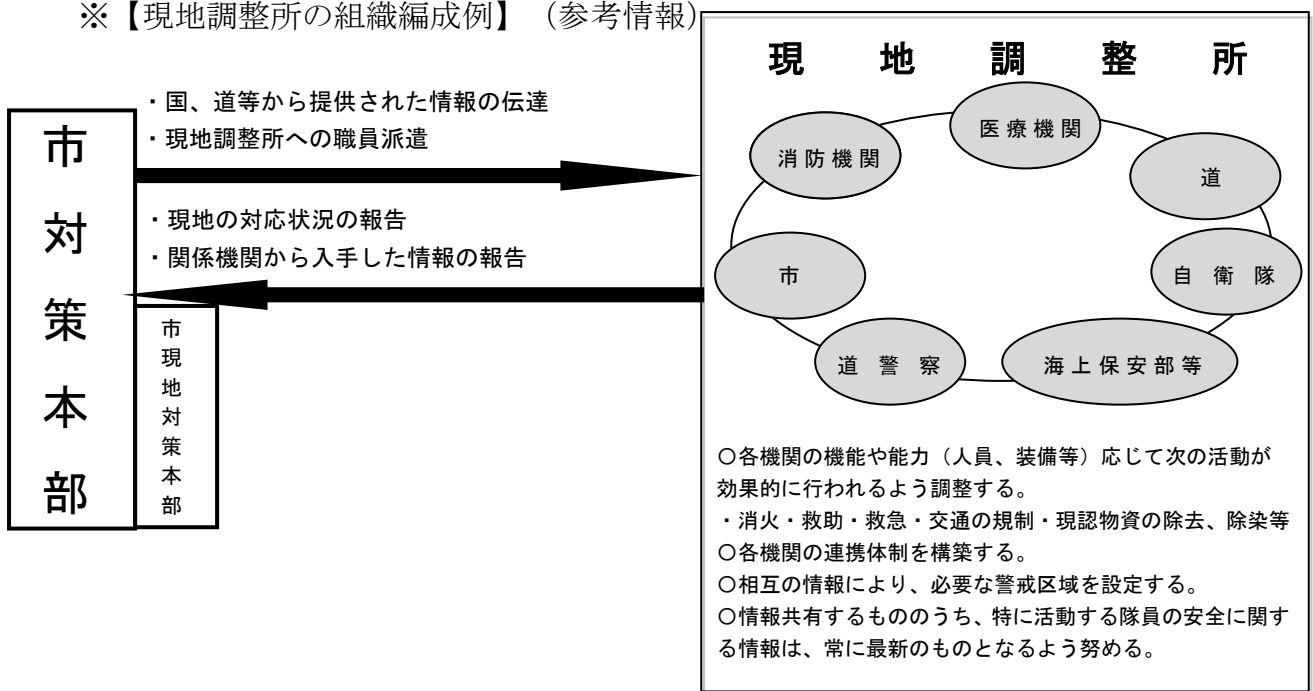 ※【現地調整所の組織編成例】（参考情報）
・国、道等から提供された情報の伝達
・現地調整所への職員派遣
・現地の対応状況の報告
・関係機関から入手した情報の報告
市対策本部
市現地対策本部
現地調整所
医療機関
消防機関
道
市
自衛隊
道警察
海上保安部等
〇各機関の機能や能力（人員、装備等）応じて次の活動が
効果的に行われるよう調整する。
・消火・救助・救急・交通の規制・現認物資の除去、除染等
〇各機関の連携体制を構築する。
〇相互の情報により、必要な警戒区域を設定する。
〇情報共有するもののうち、特に活動する隊員の安全に関す
る情報は、常に最新のものとなるよう努める。